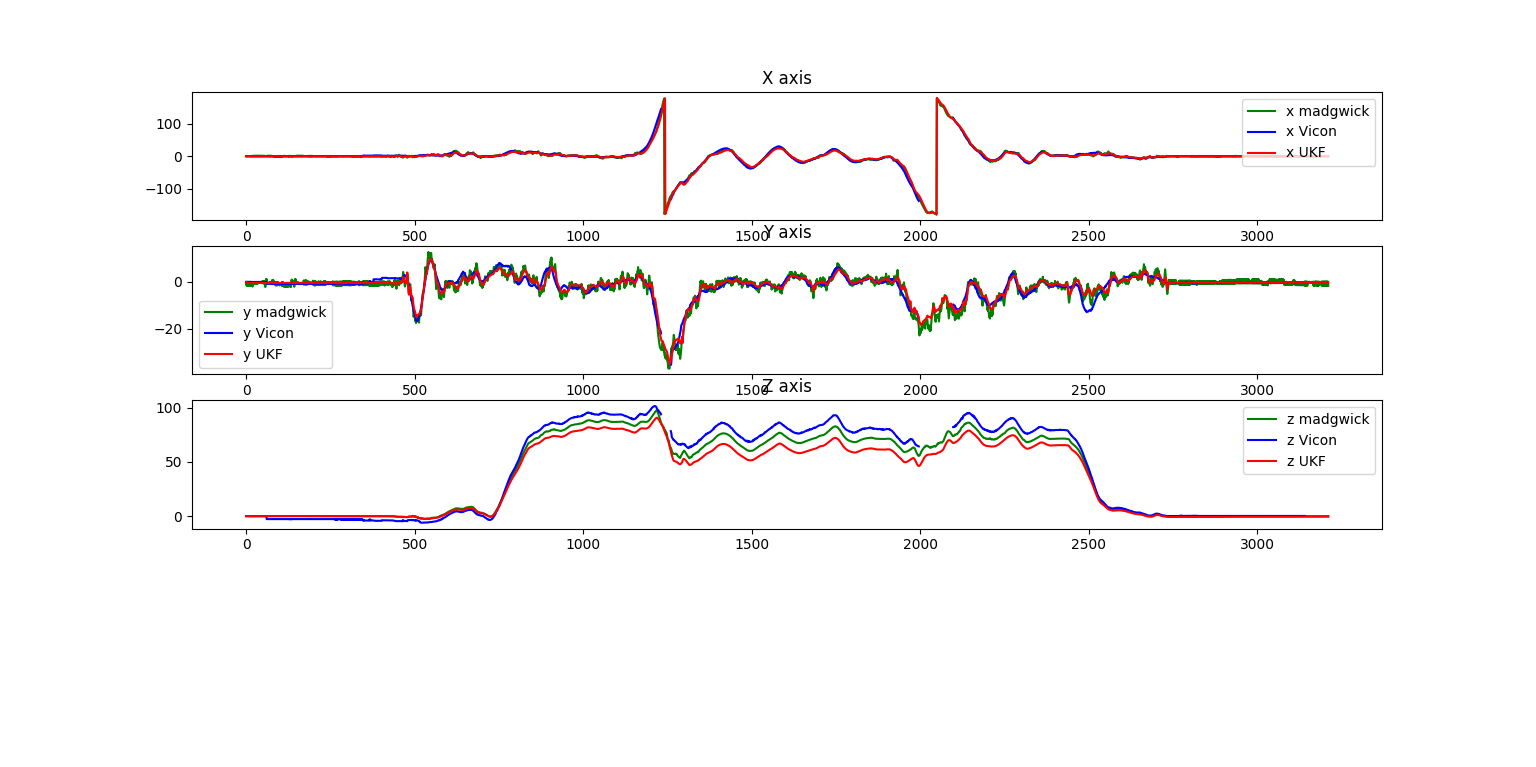 X axis
100
0
−100
x madgwick
x Vicon
x UKF
0 500 1000 1500 2000 2500 3000
Y axis
0
−20
y madgwick
y Vicon
y UKF
0 500 1000 1500 2000 2500 3000
Z axis
100
50
0
z madgwick
z Vicon
z UKF
0 500 1000 1500 2000 2500 3000